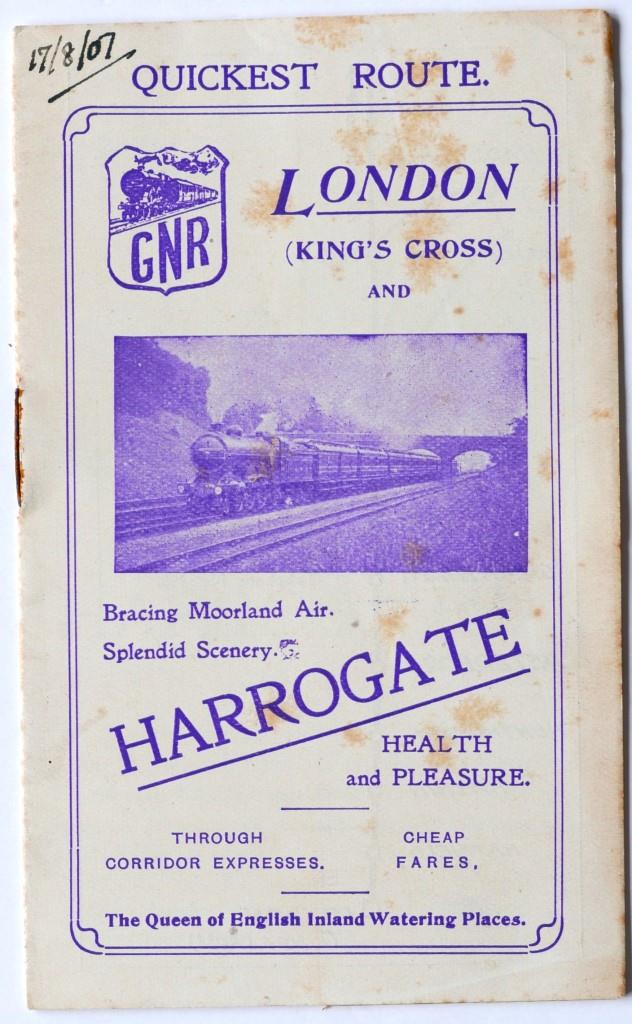 17/8/07
QUICKEST ROUTE.
GNR
LONDON
(KING'S CROSS)
AND
Bracing Moorland Air.
Splendid Scenery.
HARROGATE
HEALTH
and PLEASURE.
THROUGH
CORRIDOR EXPRESSES.
CHEAP
FARES,
The Queen of English Inland Watering Places.